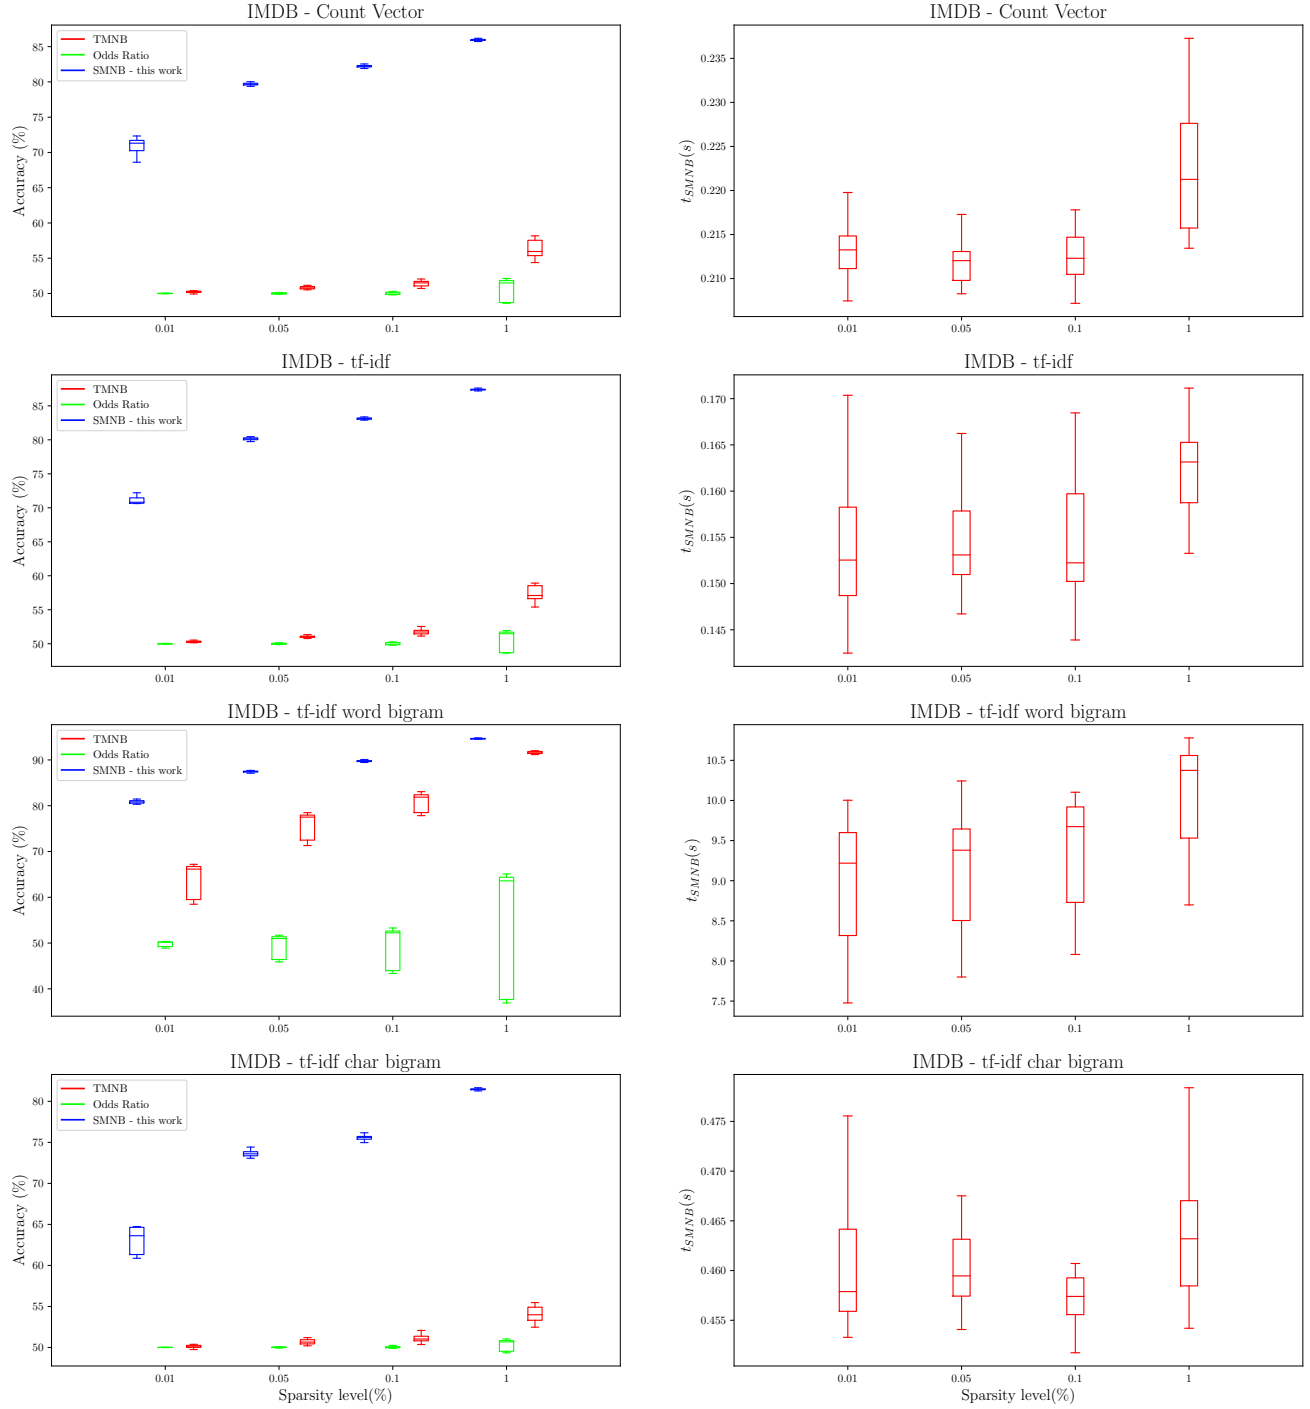 IMDB - Count Vector
Accuracy (%)
85
80
75
70
65
60
55
50
TMNB
Odds Ratio
SMNB - this work
0.01 0.05 0.1 1
IMDB - Count Vector
t_SMNB(s)
0.235
0.230
0.225
0.220
0.215
0.210
0.01 0.05 0.1 1
IMDB - tf-idf
Accuracy (%)
85
80
75
70
65
60
55
50
TMNB
Odds Ratio
SMNB - this work
0.01 0.05 0.1 1
IMDB - tf-idf
t_SMNB(s)
0.170
0.165
0.160
0.155
0.150
0.145
0.01 0.05 0.1 1
IMDB - tf-idf word bigram
Accuracy (%)
90
80
70
60
50
40
TMNB
Odds Ratio
SMNB - this work
0.01 0.05 0.1 1
IMDB - tf-idf word bigram
t_SMNB(s)
10.5
10.0
9.5
9.0
8.5
8.0
7.5
0.01 0.05 0.1 1
IMDB - tf-idf char bigram
Accuracy (%)
80
75
70
65
60
55
50
TMNB
Odds Ratio
SMNB - this work
0.01 0.05 0.1 1
Sparsity level(%)
IMDB - tf-idf char bigram
t_SMNB(s)
0.475
0.470
0.465
0.460
0.455
0.01 0.05 0.1 1
Sparsity level(%)